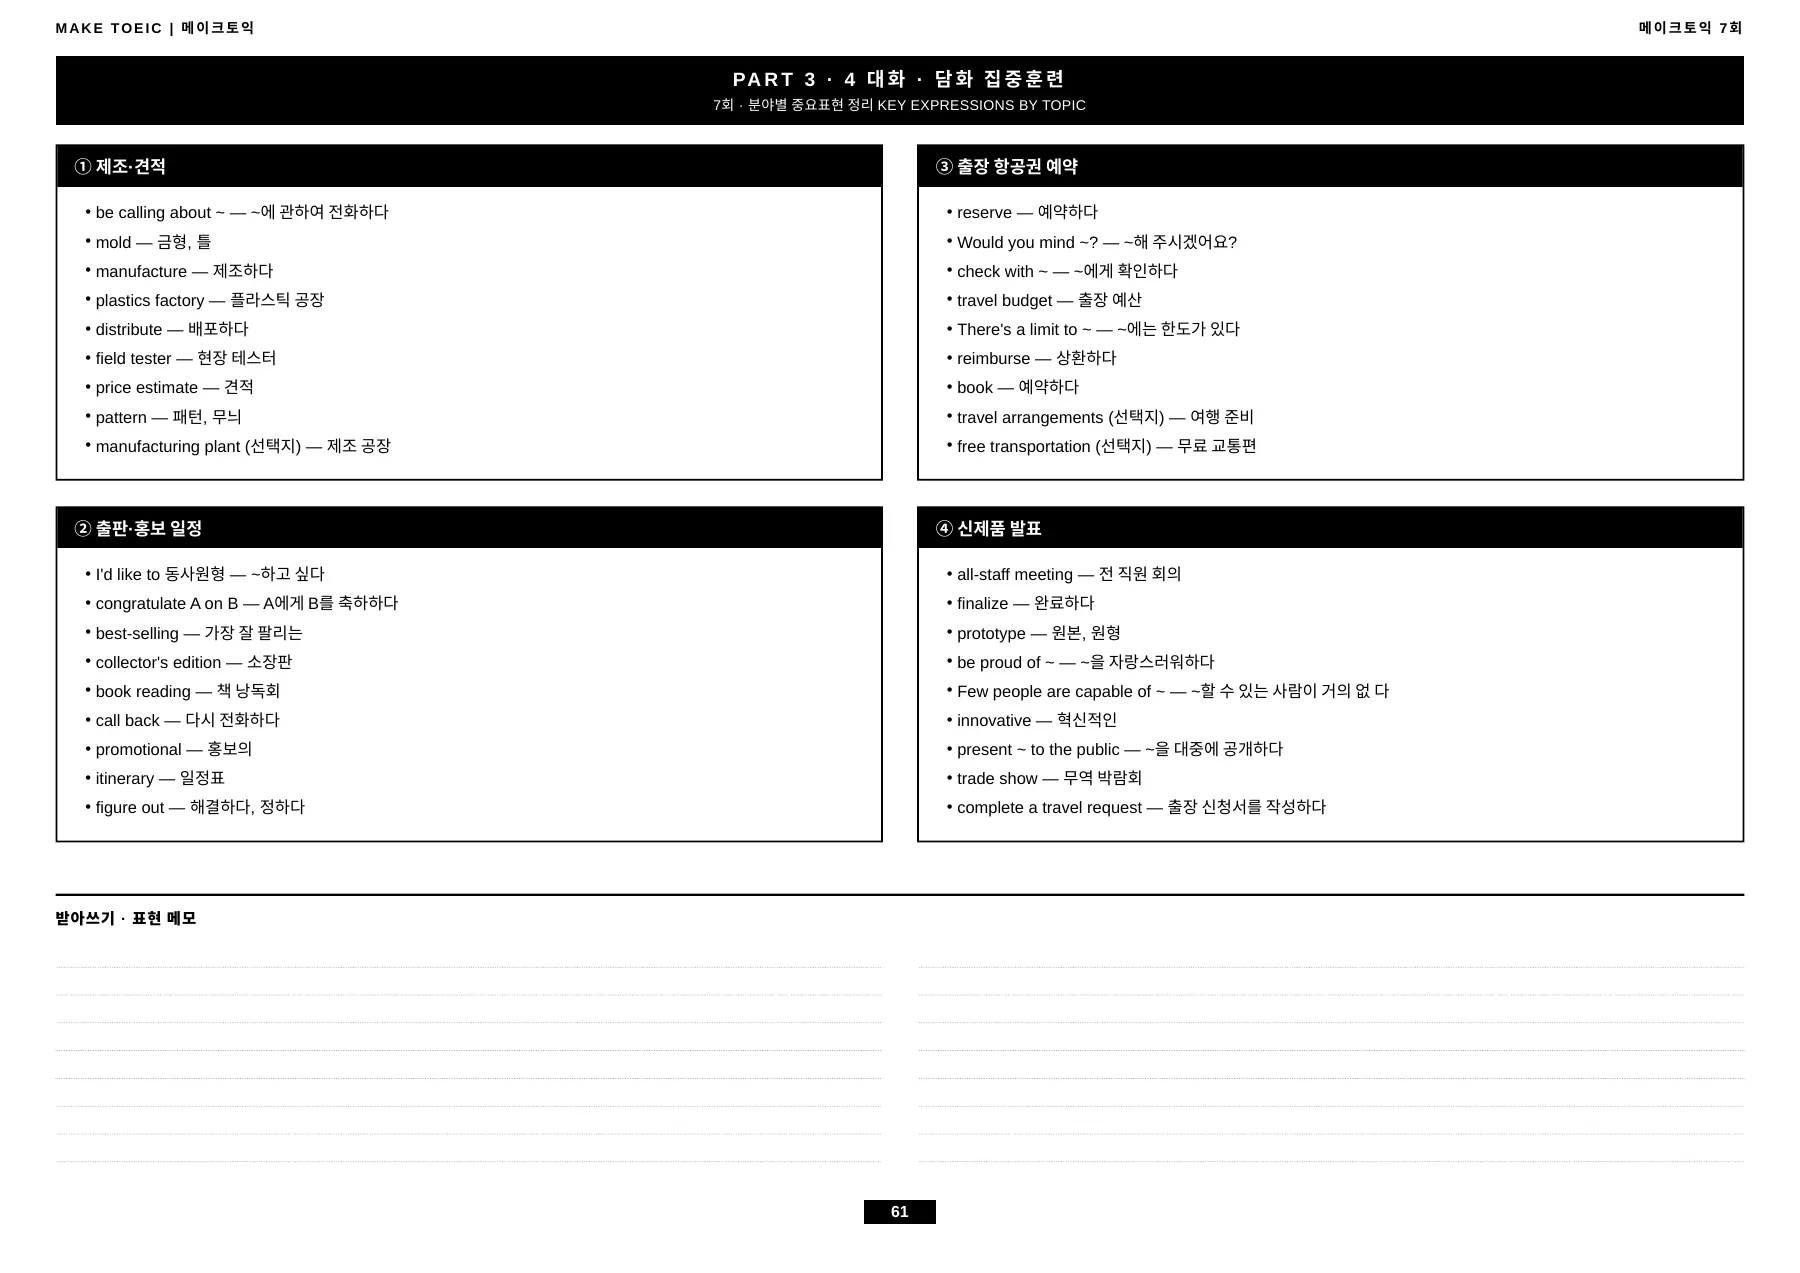 MAKE TOEIC | 메이크토익
메이크토익 7회
PART 3 · 4 대화 · 담화 집중훈련
7회 · 분야별 중요표현 정리 KEY EXPRESSIONS BY TOPIC
① 제조·견적
• be calling about ~ — ~에 관하여 전화하다
• mold — 금형, 틀
• manufacture — 제조하다
• plastics factory — 플라스틱 공장
• distribute — 배포하다
• field tester — 현장 테스터
• price estimate — 견적
• pattern — 패턴, 무늬
• manufacturing plant (선택지) — 제조 공장
② 출판·홍보 일정
• I'd like to 동사원형 — ~하고 싶다
• congratulate A on B — A에게 B를 축하하다
• best-selling — 가장 잘 팔리는
• collector's edition — 소장판
• book reading — 책 낭독회
• call back — 다시 전화하다
• promotional — 홍보의
• itinerary — 일정표
• figure out — 해결하다, 정하다
③ 출장 항공권 예약
• reserve — 예약하다
• Would you mind ~? — ~해 주시겠어요?
• check with ~ — ~에게 확인하다
• travel budget — 출장 예산
• There's a limit to ~ — ~에는 한도가 있다
• reimburse — 상환하다
• book — 예약하다
• travel arrangements (선택지) — 여행 준비
• free transportation (선택지) — 무료 교통편
④ 신제품 발표
• all-staff meeting — 전 직원 회의
• finalize — 완료하다
• prototype — 원본, 원형
• be proud of ~ — ~을 자랑스러워하다
• Few people are capable of ~ — ~할 수 있는 사람이 거의 없 다
• innovative — 혁신적인
• present ~ to the public — ~을 대중에 공개하다
• trade show — 무역 박람회
• complete a travel request — 출장 신청서를 작성하다
받아쓰기 · 표현 메모
61